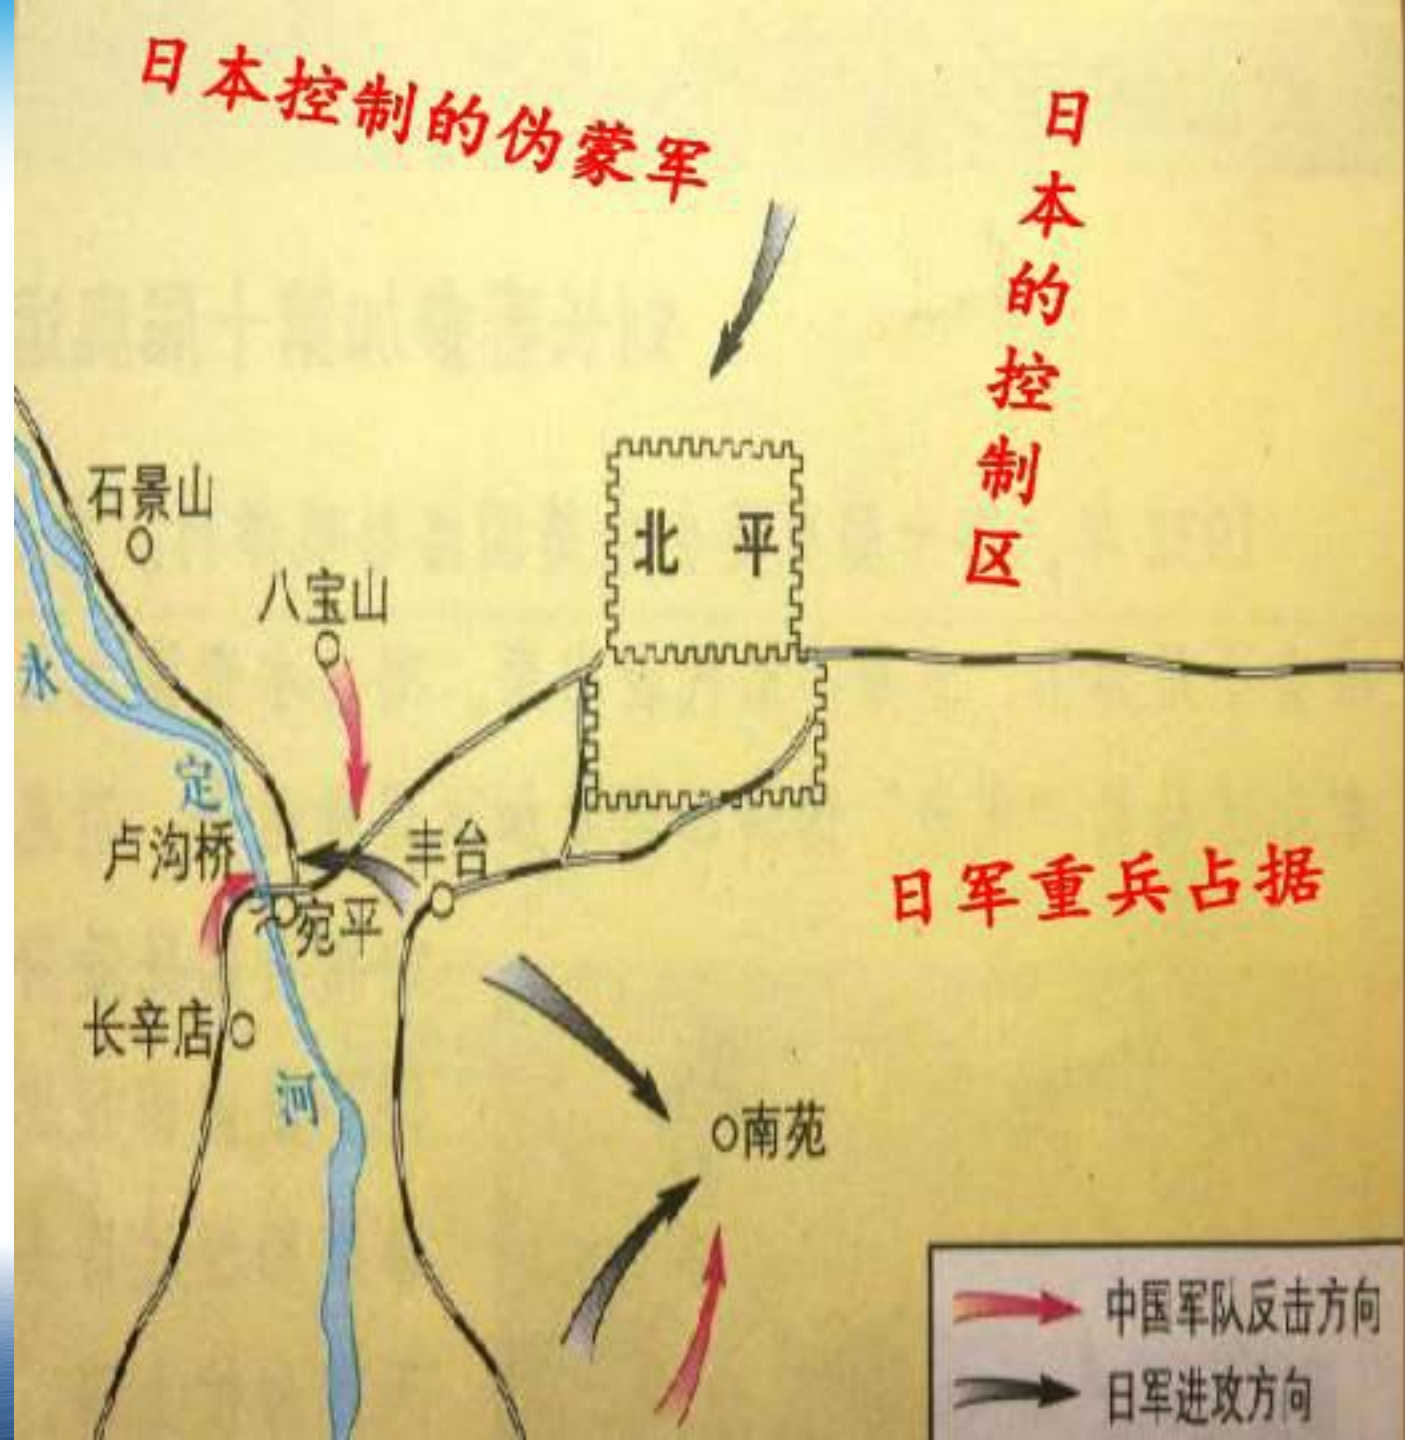 日本控制的伪蒙军
日本的控制区
石景山
北 平
八宝山
永定河
卢沟桥
丰台
宛平
日军重兵占据
长辛店
南苑
中国军队反击方向
日军进攻方向